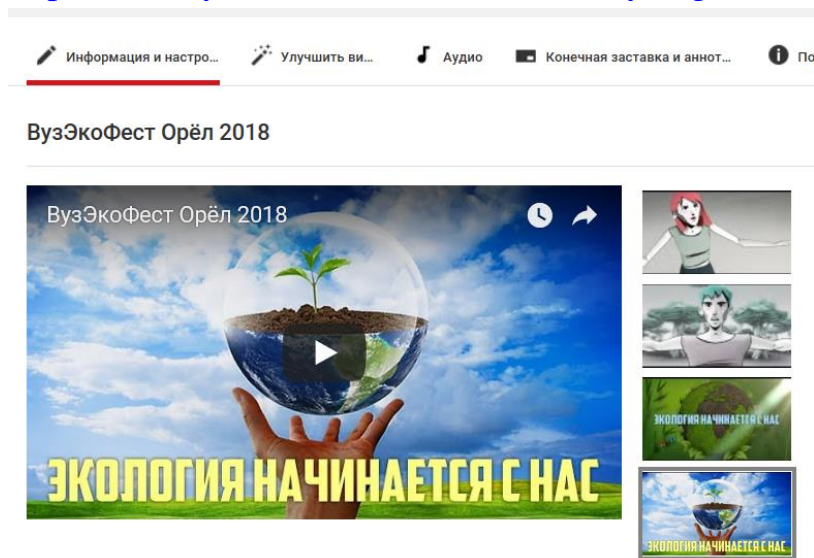 Информация и настро...
Улучшить ви...
Аудио
Конечная заставка и аннот...
По
ВузЭкоФест Орёл 2018
ВузЭкоФест Орёл 2018
ЭКОЛОГИЯ НАЧИНАЕТСЯ С НАС
ЭКОЛОГИЯ НАЧИНАЕТСЯ С НАС
ЭКОЛОГИЯ НАЧИНАЕТСЯ С НАС